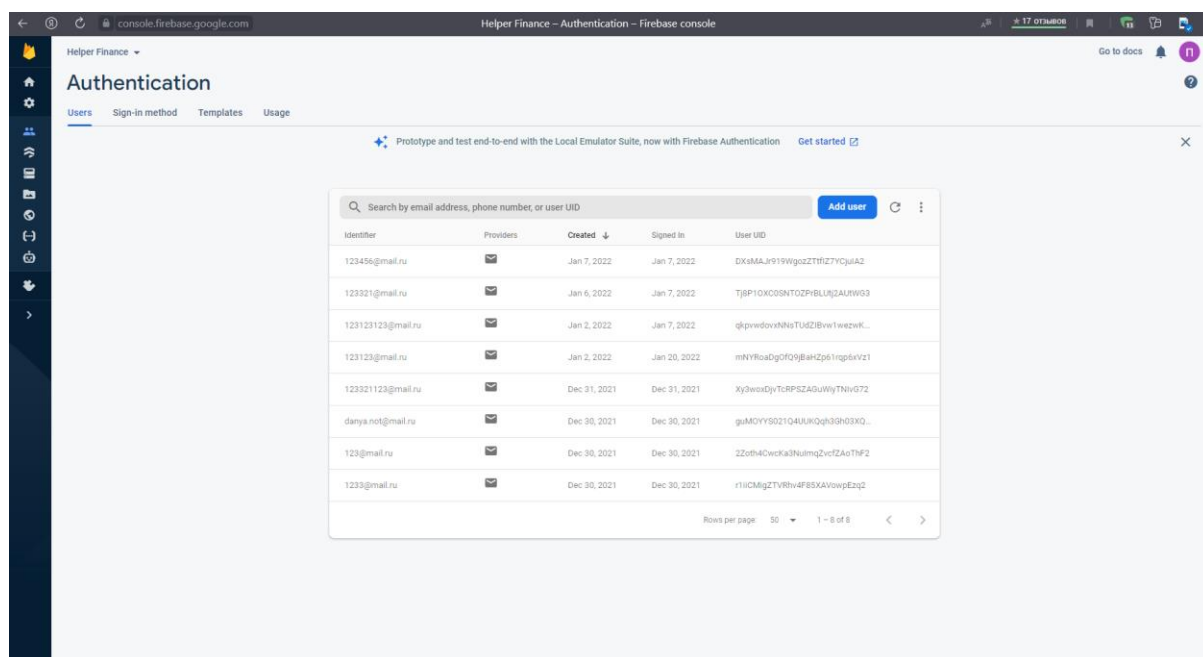 console.firebase.google.com Helper Finance – Authentication – Firebase console ★ 17 отзывов
Helper Finance Go to docs П
Authentication
Users Sign-in method Templates Usage
Prototype and test end-to-end with the Local Emulator Suite, now with Firebase Authentication Get started
Search by email address, phone number, or user UID Add user
Identifier Providers Created Signed In User UID
123456@mail.ru Jan 7, 2022 Jan 7, 2022
123321@mail.ru Jan 6, 2022 Jan 7, 2022
123123123@mail.ru Jan 2, 2022 Jan 7, 2022
123123@mail.ru Jan 2, 2022 Jan 20, 2022
123321123@mail.ru Dec 31, 2021 Dec 31, 2021
danya.not@mail.ru Dec 30, 2021 Dec 30, 2021
123@mail.ru Dec 30, 2021 Dec 30, 2021
1233@mail.ru Dec 30, 2021 Dec 30, 2021
Rows per page: 50 1 – 8 of 8